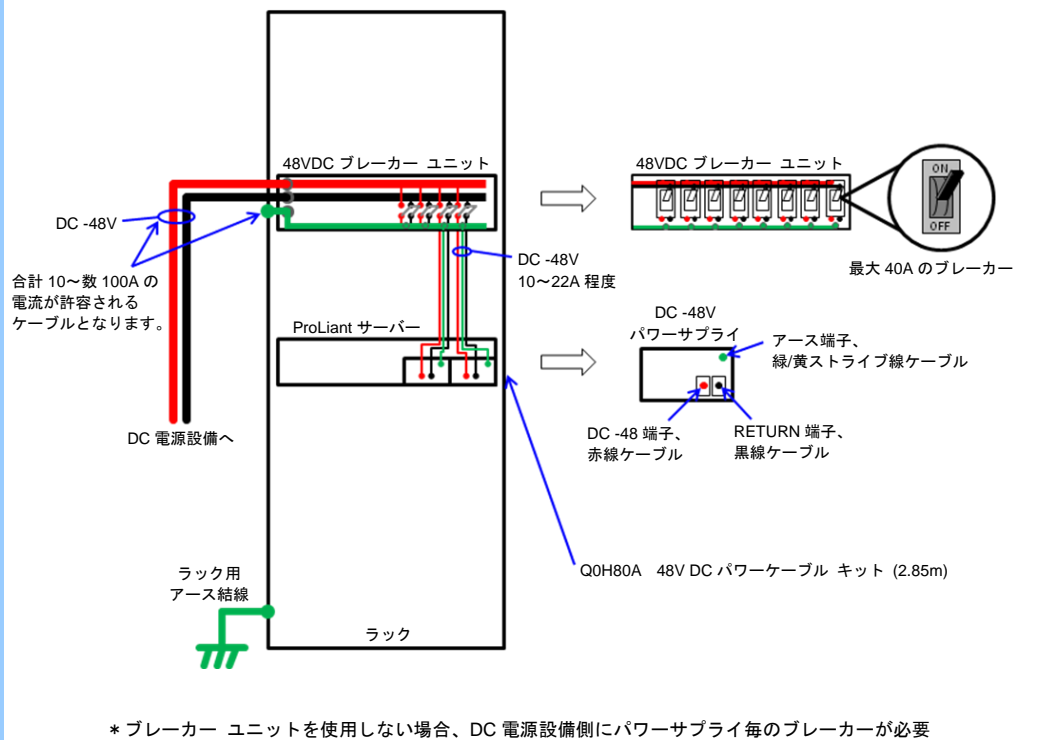 48VDC ブレーカー ユニット
48VDC ブレーカー ユニット
ON
OFF
最大 40A のブレーカー
DC -48V
合計 10～数 100A の
電流が許容される
ケーブルとなります。
DC -48V
10～22A 程度
ProLiant サーバー
DC -48V
パワーサプライ
アース端子、
緑/黄ストライブ線ケーブル
DC -48 端子、
赤線ケーブル
RETURN 端子、
黒線ケーブル
DC 電源設備へ
Q0H80A 48V DC パワーケーブル キット (2.85m)
ラック用
アース結線
ラック
* ブレーカー ユニットを使用しない場合、DC 電源設備側にパワーサプライ毎のブレーカーが必要